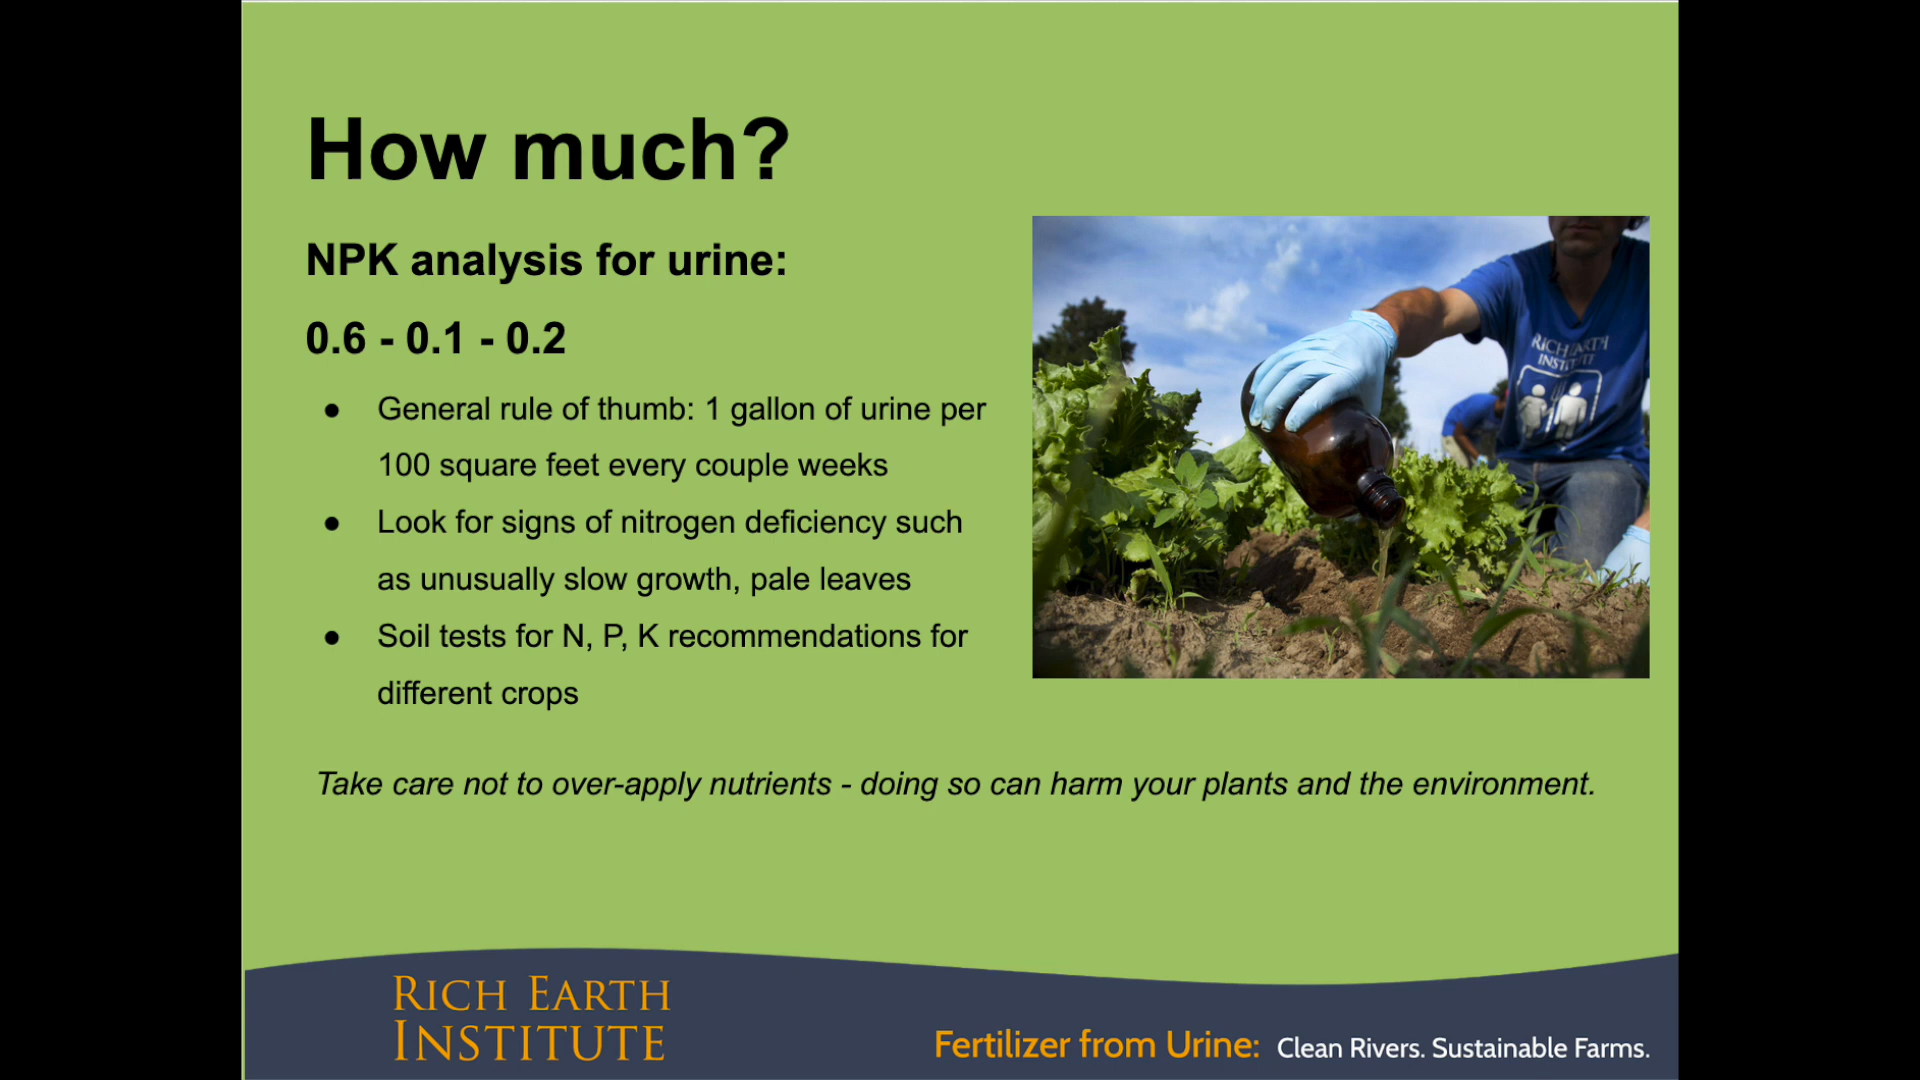 How much?
NPK analysis for urine:
0.6 - 0.1 - 0.2
● General rule of thumb: 1 gallon of urine per
100 square feet every couple weeks
● Look for signs of nitrogen deficiency such
as unusually slow growth, pale leaves
● Soil tests for N, P, K recommendations for
different crops
RICH EARTH
INSTITUTE
Take care not to over-apply nutrients - doing so can harm your plants and the environment.
RICH EARTH
INSTITUTE
Fertilizer from Urine: Clean Rivers. Sustainable Farms.